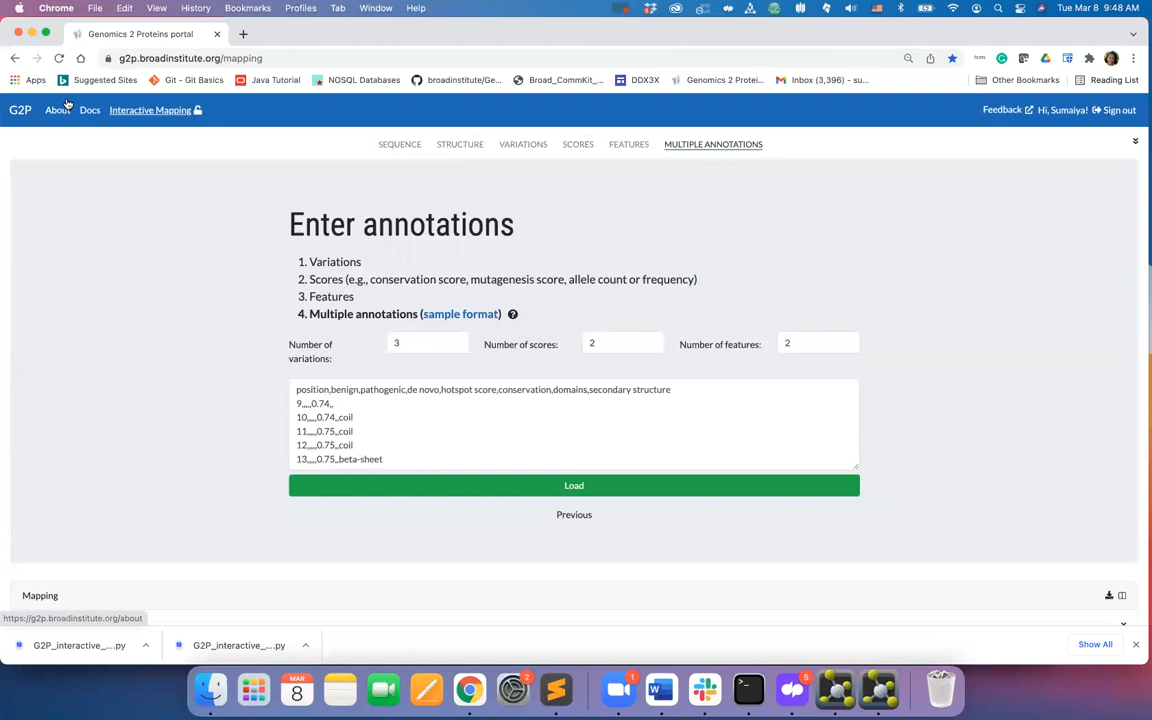 Chrome File Edit View History Bookmarks Profiles Tab Window Help Tue Mar 8 9:48 AM
Genomics 2 Proteins portal
g2p.broadinstitute.org/mapping
Apps Suggested Sites Git - Git Basics Java Tutorial NOSQL Databases broadinstitute/Ge... Broad_CommKit_... DDX3X Genomics 2 Protei... Inbox (3,396) - su... Other Bookmarks Reading List
G2P About Docs Interactive Mapping Feedback Hi, Sumaiya! Sign out
SEQUENCE STRUCTURE VARIATIONS SCORES FEATURES MULTIPLE ANNOTATIONS
Enter annotations
1. Variations
2. Scores (e.g., conservation score, mutagenesis score, allele count or frequency)
3. Features
4. Multiple annotations (sample format) ?
Number of variations: 3 Number of scores: 2 Number of features: 2
position,benign,pathogenic,de novo,hotspot score,conservation,domains,secondary structure
9,,,,,0.74,,
10,,,,,0.74,,coil
11,,,,,0.75,,coil
12,,,,,0.75,,coil
13,,,,,0.75,,beta-sheet
Load
Previous
Mapping
https://g2p.broadinstitute.org/about
G2P_interactive_....py G2P_interactive_....py Show All
MAR
8
2
1
5